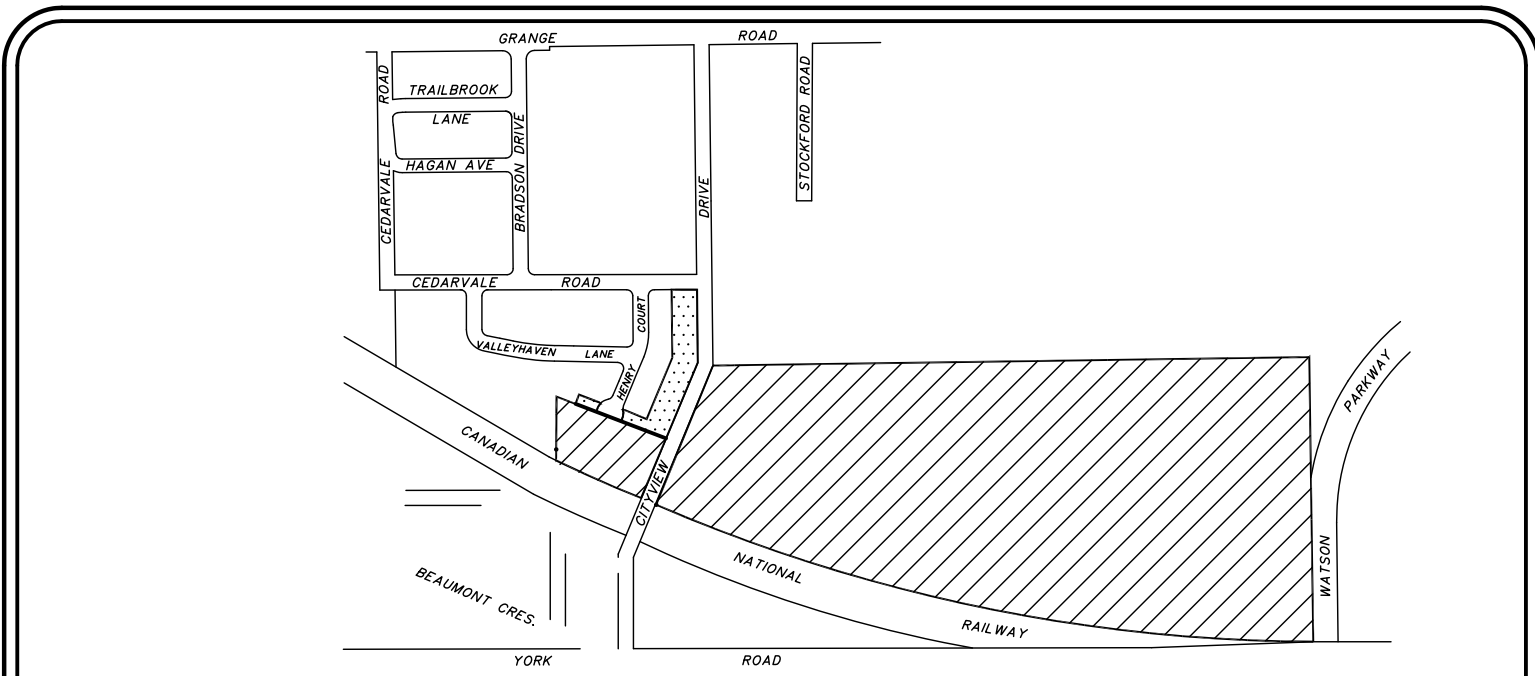 GRANGE ROAD
ROAD
TRAILBROOK
LANE
HAGAN AVE
CEDARVALE
BRADSON DRIVE
DRIVE
STOCKFORD ROAD
CEDARVALE ROAD
COURT
VALLEYHAVEN LANE
HENRY
PARKWAY
CANADIAN
CITYVIEW
NATIONAL
WATSON
BEAUMONT CRES.
RAILWAY
YORK ROAD